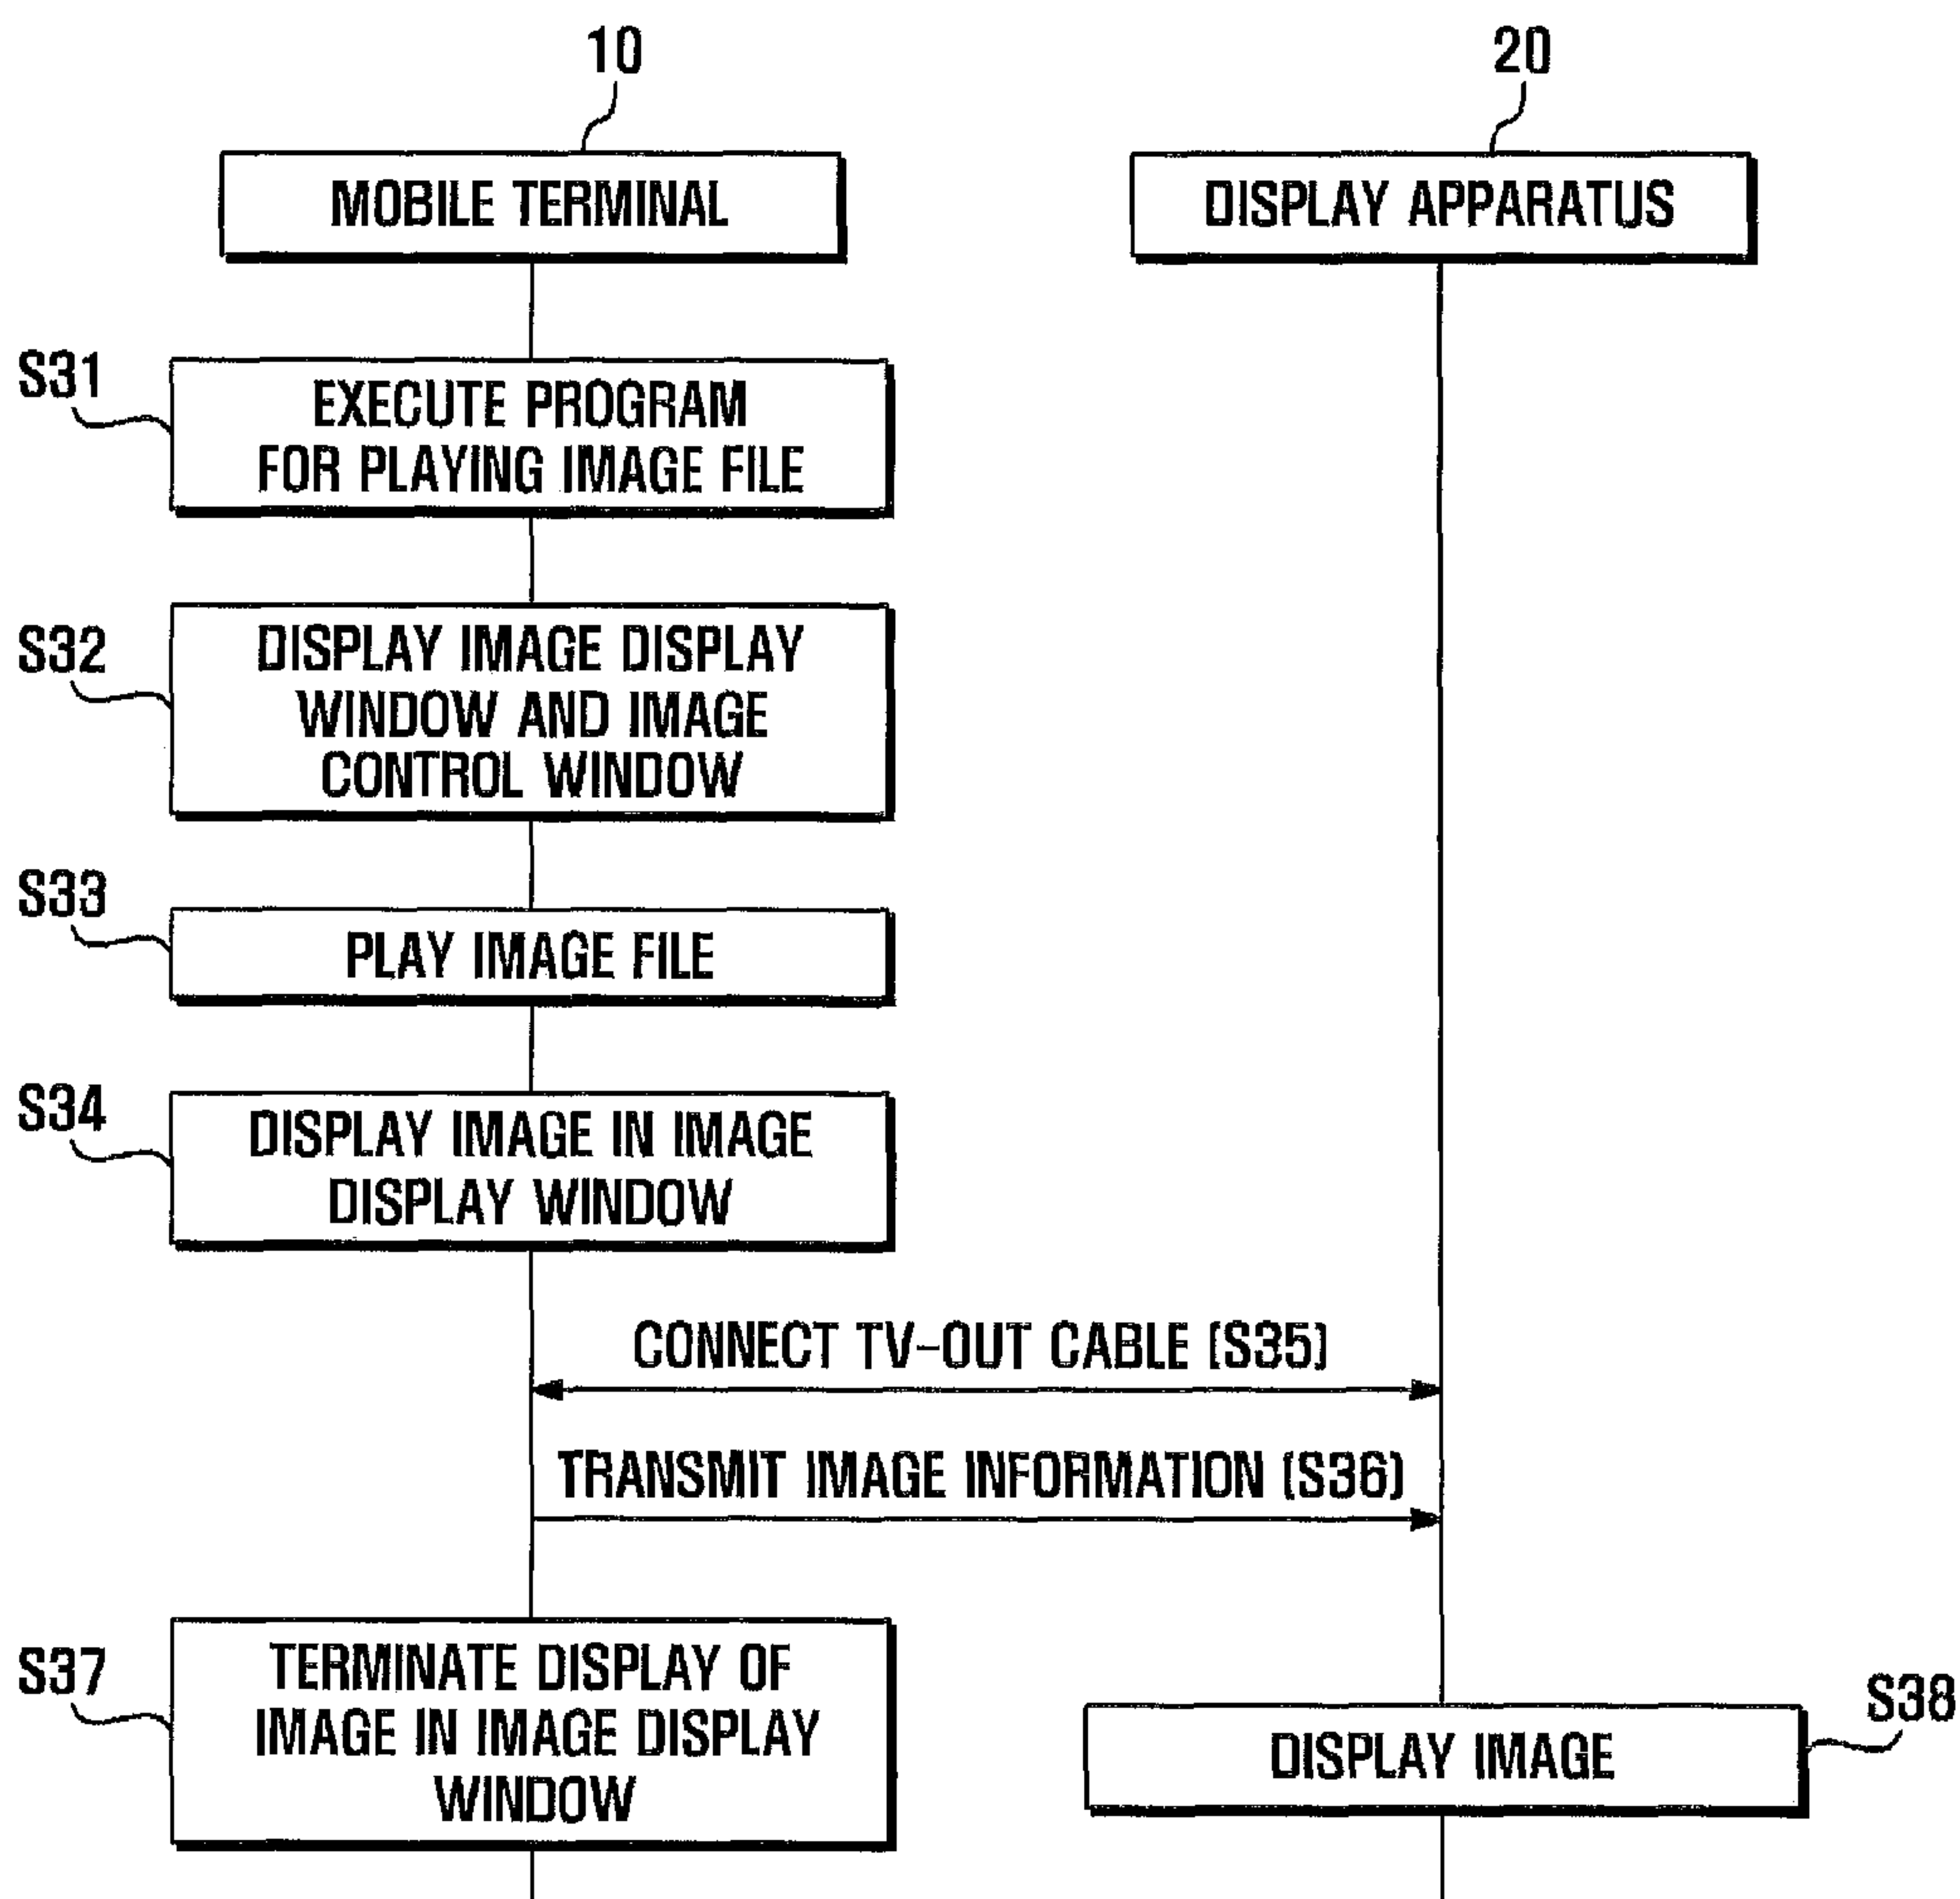 10
20
MOBILE TERMINAL
DISPLAY APPARATUS
S31
EXECUTE PROGRAM
FOR PLAYING IMAGE FILE
S32
DISPLAY IMAGE DISPLAY
WINDOW AND IMAGE
CONTROL WINDOW
S33
PLAY IMAGE FILE
S34
DISPLAY IMAGE IN IMAGE
DISPLAY WINDOW
CONNECT TV-OUT CABLE (S35)
TRANSMIT IMAGE INFORMATION (S36)
S37
TERMINATE DISPLAY OF
IMAGE IN IMAGE DISPLAY
WINDOW
S38
DISPLAY IMAGE